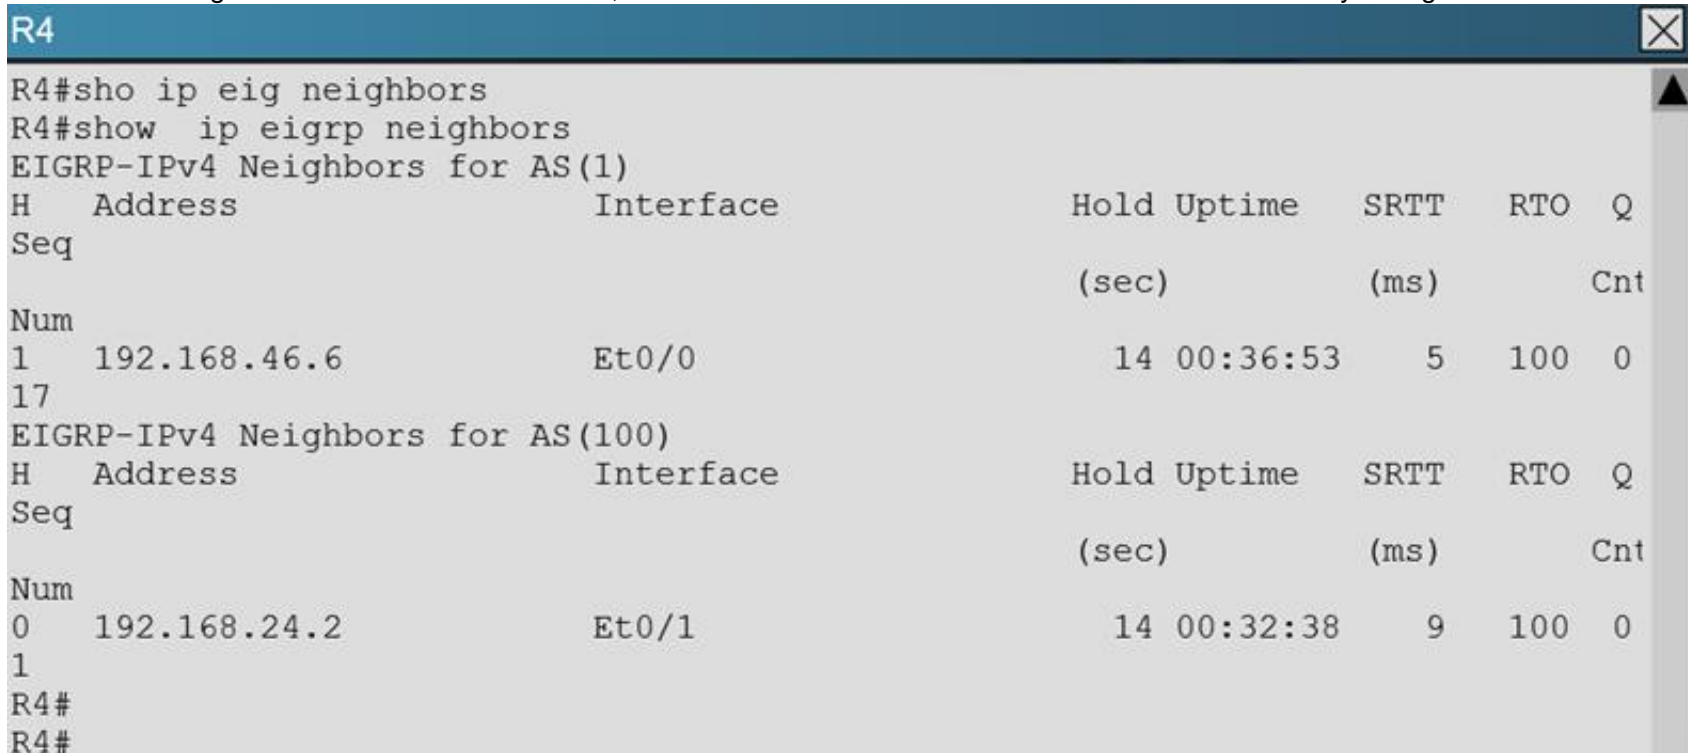 R4
R4#sho ip eig neighbors
R4#show  ip eigrp neighbors
EIGRP-IPv4 Neighbors for AS(1)
H   Address                 Interface              Hold Uptime   SRTT   RTO  Q
Seq
                                                   (sec)         (ms)       Cnt
Num
1   192.168.46.6            Et0/0                    14 00:36:53    5   100  0
17
EIGRP-IPv4 Neighbors for AS(100)
H   Address                 Interface              Hold Uptime   SRTT   RTO  Q
Seq
                                                   (sec)         (ms)       Cnt
Num
0   192.168.24.2            Et0/1                    14 00:32:38    9   100  0
1
R4#
R4#